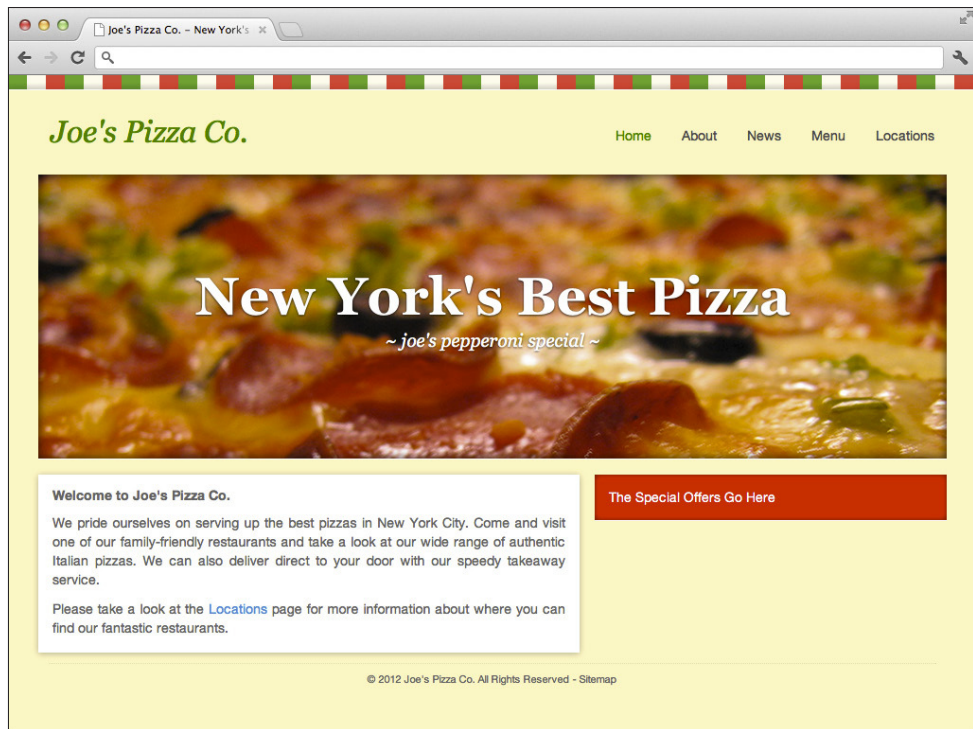 Joe's Pizza Co. – New York's
Joe's Pizza Co.
Home About News Menu Locations
New York's Best Pizza
~ joe's pepperoni special ~
Welcome to Joe's Pizza Co.
We pride ourselves on serving up the best pizzas in New York City. Come and visit
one of our family-friendly restaurants and take a look at our wide range of authentic
Italian pizzas. We can also deliver direct to your door with our speedy takeaway
service.
Please take a look at the Locations page for more information about where you can
find our fantastic restaurants.
The Special Offers Go Here
© 2012 Joe's Pizza Co. All Rights Reserved - Sitemap